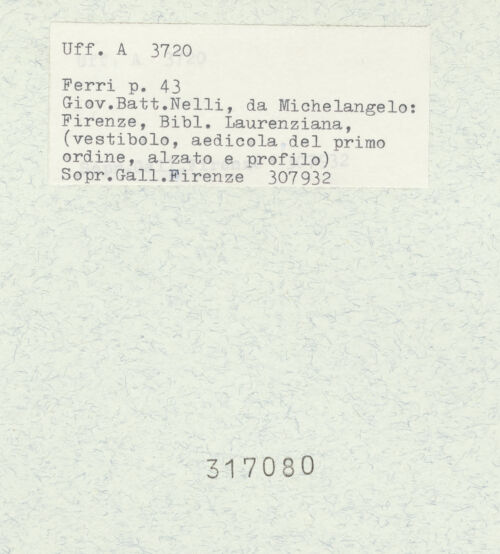 Uff. A 3720
Ferri p. 43
Giov.Batt.Nelli, da Michelangelo:
Firenze, Bibl. Laurenziana,
(vestibolo, aedicola del primo
ordine, alzato e profilo)
Sopr.Gall.Firenze 307932
317080